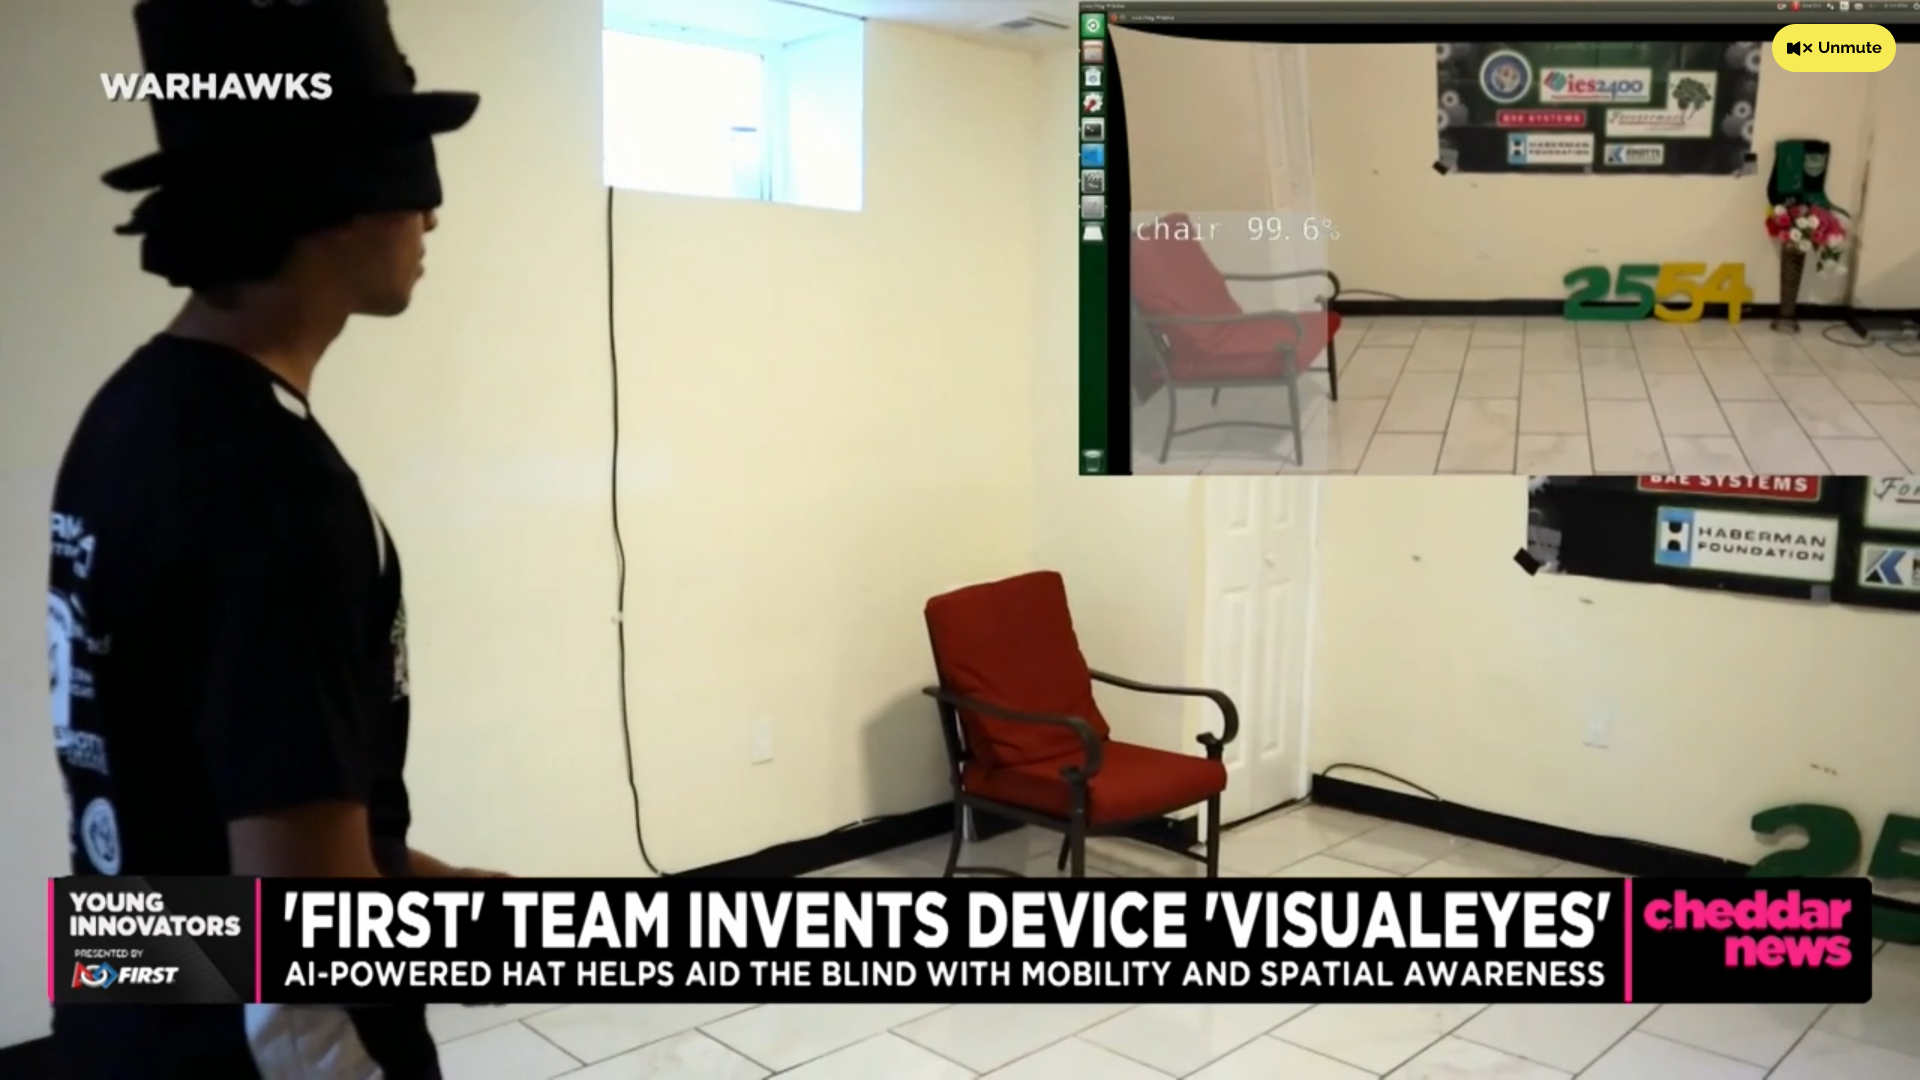 WARHAWKS
Unmute
ies2400
BAE SYSTEMS
HABERMAN
FOUNDATION
chair 99.6%
2554
BAE SYSTEMS
HABERMAN
FOUNDATION
25
YOUNG
INNOVATORS
PRESENTED BY
FIRST
'FIRST' TEAM INVENTS DEVICE 'VISUALEYES'
AI-POWERED HAT HELPS AID THE BLIND WITH MOBILITY AND SPATIAL AWARENESS
cheddar
news